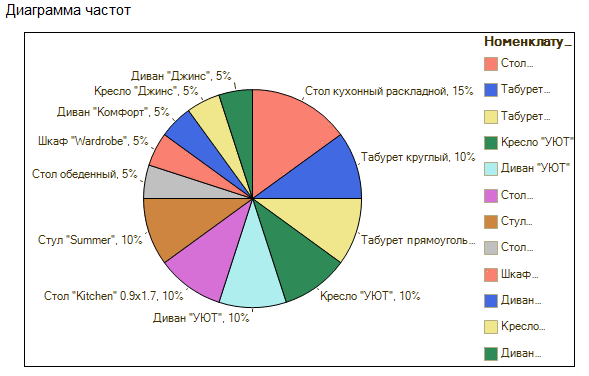 Диаграмма частот
Диван "Джинс", 5%
Кресло "Джинс", 5%
Диван "Комфорт", 5%
Шкаф "Wardrobe", 5%
Стол обеденный, 5%
Стул "Summer", 10%
Стол "Kitchen" 0.9x1.7, 10%
Диван "УЮТ", 10%
Стол кухонный раскладной, 15%
Табурет круглый, 10%
Табурет прямоуголь...
Кресло "УЮТ", 10%
Номенклату...
Стол...
Табурет...
Табурет...
Кресло "УЮТ"
Диван "УЮТ"
Стол...
Стул...
Стол...
Шкаф...
Диван...
Кресло...
Диван...